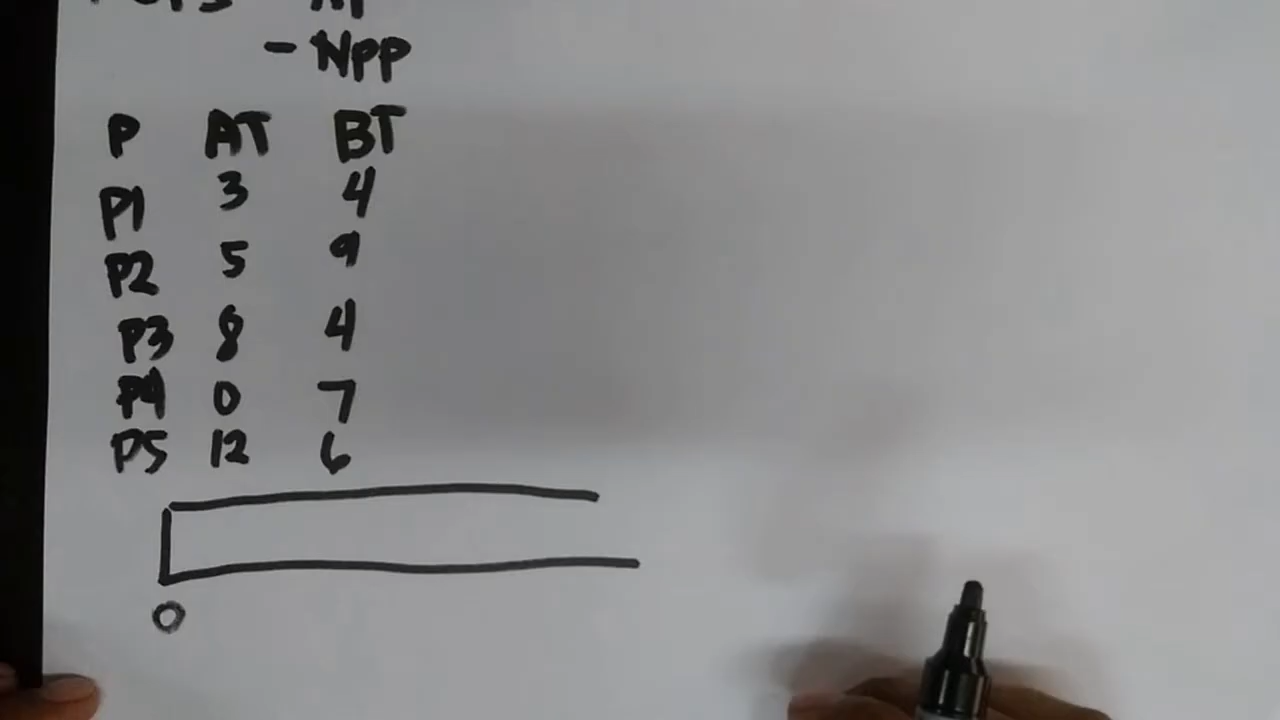 - NPP
P AT BT
P1 3 4
P2 5 9
P3 8 4
P4 0 7
P5 12 6
0